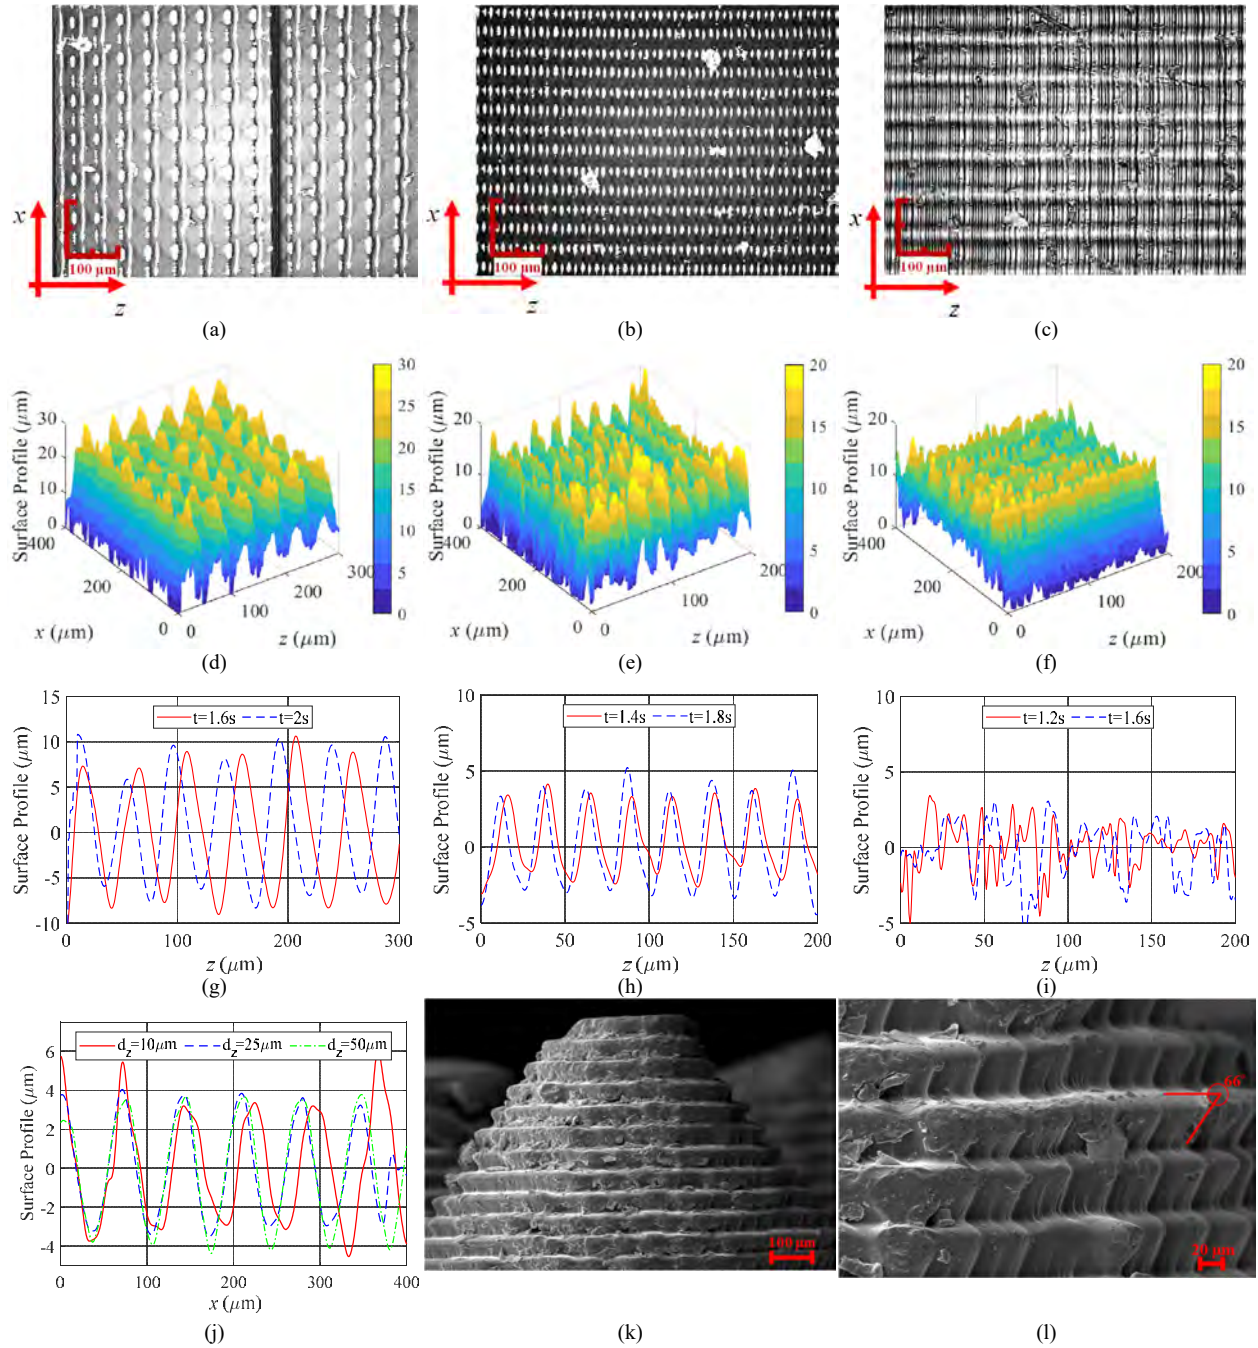 x
100 µm
z
(a)
x
100 µm
z
(b)
x
100 µm
z
(c)
Surface Profile (µm)
30
20
10
0
400
200
0
x (µm)
0
100
200
300
z (µm)
30
25
20
15
10
5
0
(d)
Surface Profile (µm)
20
10
0
400
200
0
x (µm)
0
100
200
z (µm)
20
15
10
5
0
(e)
Surface Profile (µm)
20
10
0
400
200
0
x (µm)
0
100
200
z (µm)
20
15
10
5
0
(f)
Surface Profile (µm)
15
10
5
0
-5
-10
t=1.6s t=2s
0 100 200 300
z (µm)
(g)
Surface Profile (µm)
10
5
0
-5
t=1.4s t=1.8s
0 50 100 150 200
z (µm)
(h)
Surface Profile (µm)
10
5
0
-5
t=1.2s t=1.6s
0 50 100 150 200
z (µm)
(i)
Surface Profile (µm)
6
4
2
0
-2
-4
d_z=10µm d_z=25µm d_z=50µm
0 100 200 300 400
x (µm)
(j)
100 µm
(k)
66°
20 µm
(l)